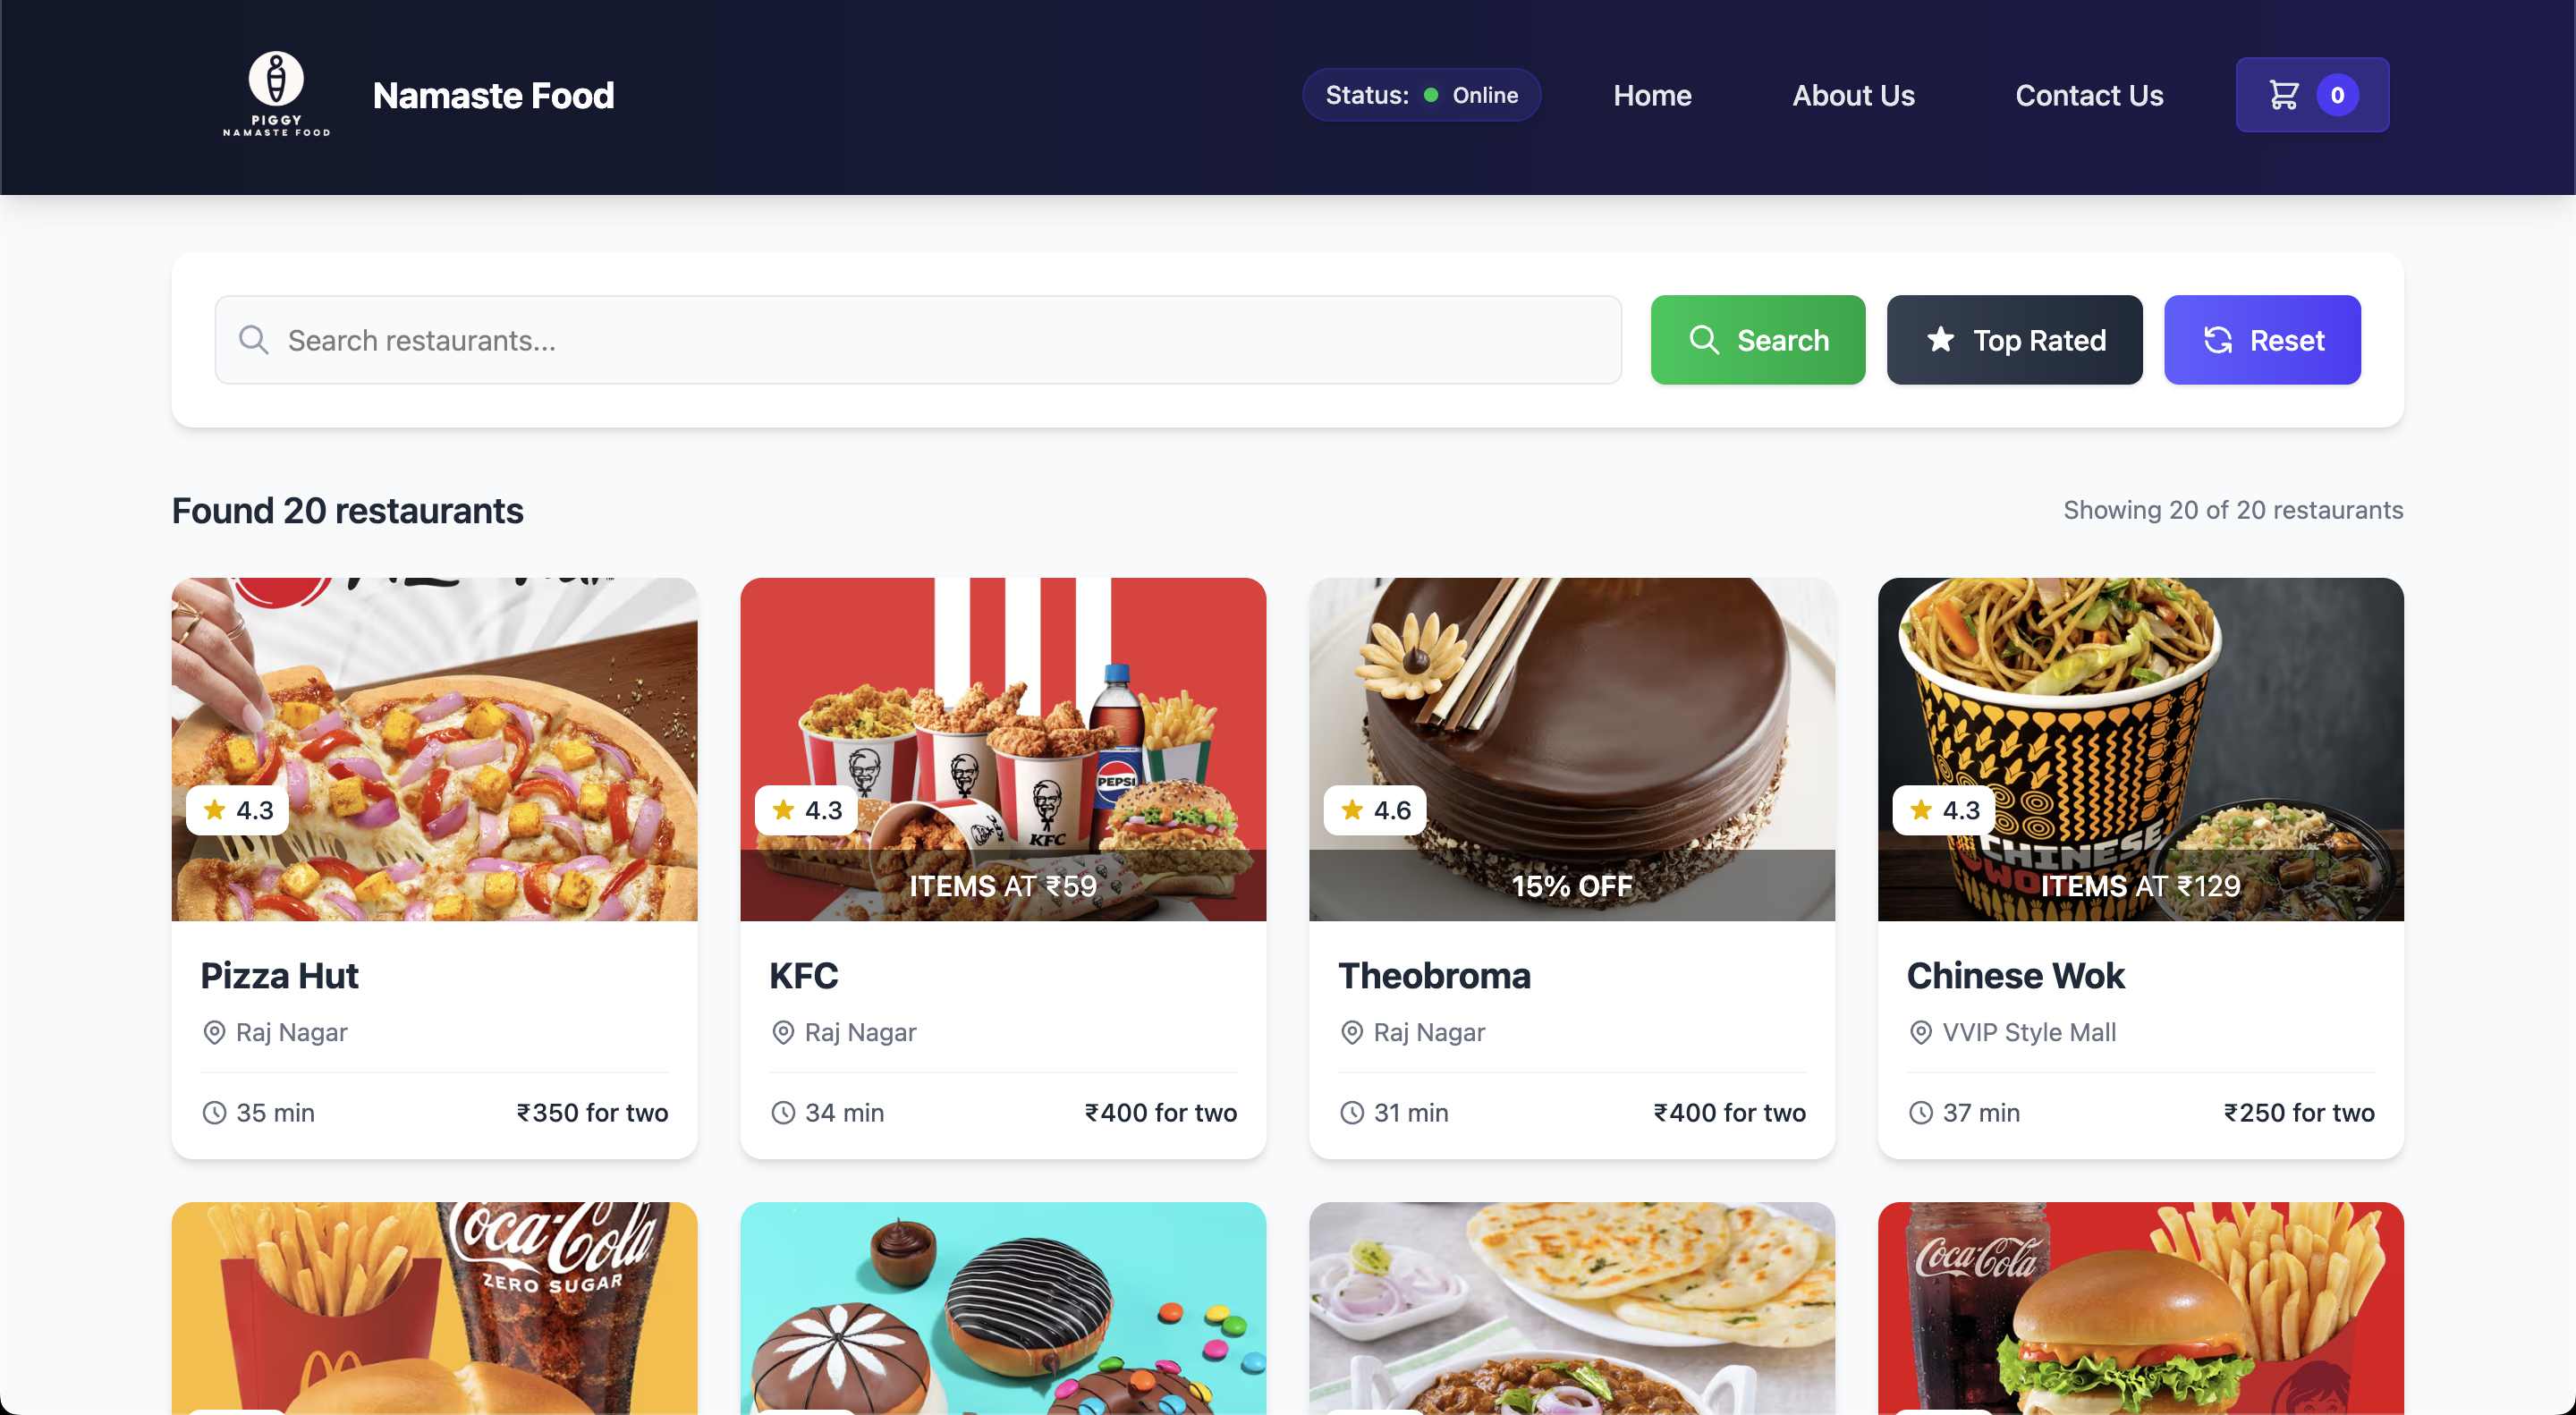 PIGGY
NAMASTE FOOD
Namaste Food
Status: Online
Home
About Us
Contact Us
0
Search restaurants...
Search
Top Rated
Reset
Found 20 restaurants
Showing 20 of 20 restaurants
4.3
Pizza Hut
Raj Nagar
35 min
₹350 for two
PEPSI
KFC
4.3
ITEMS AT ₹59
KFC
Raj Nagar
34 min
₹400 for two
4.6
15% OFF
Theobroma
Raj Nagar
31 min
₹400 for two
4.3
CHINESE
ITEMS AT ₹129
Chinese Wok
VVIP Style Mall
37 min
₹250 for two
Coca-Cola
ZERO SUGAR
Coca-Cola